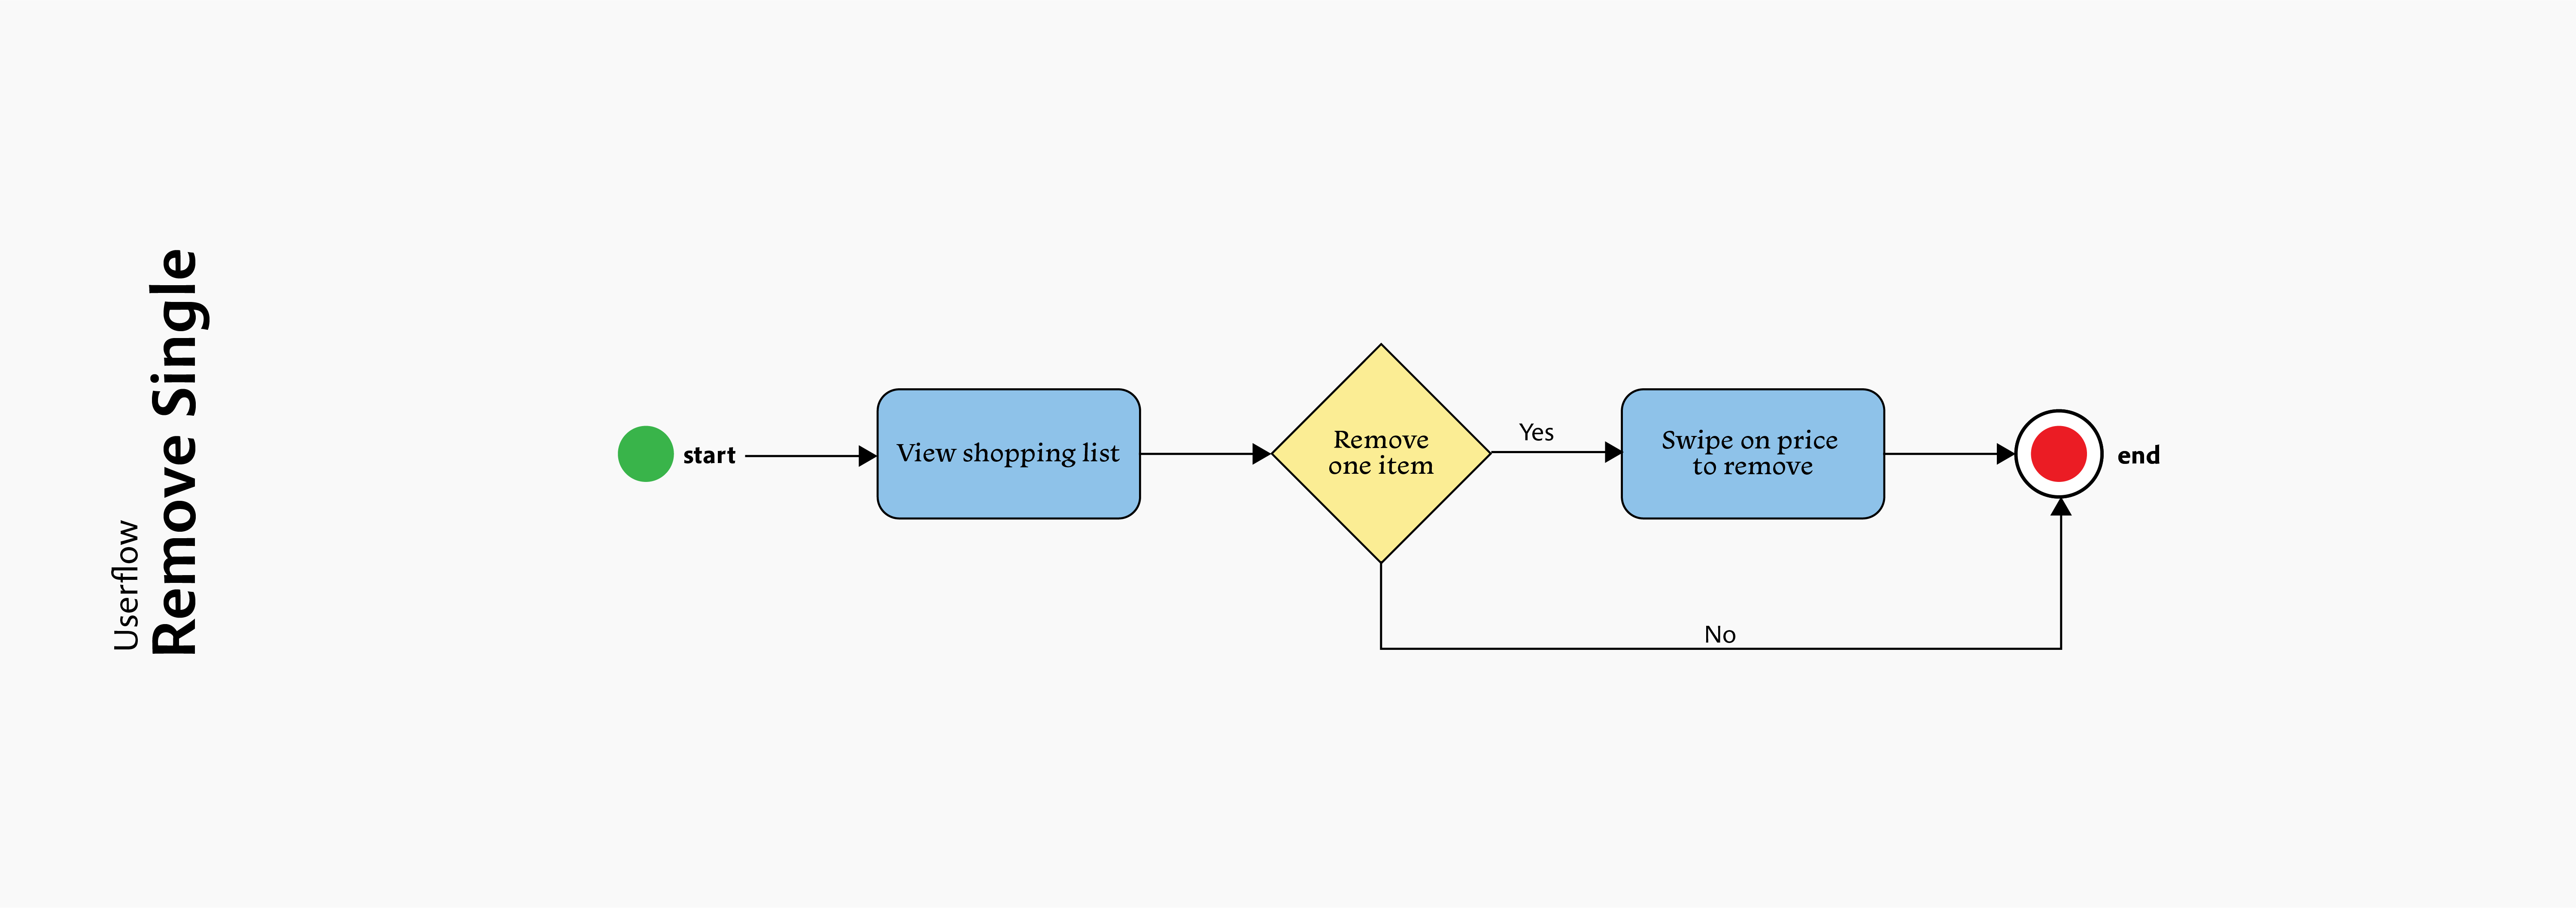 Userflow
Remove Single
start
View shopping list
Remove
one item
Yes
Swipe on price
to remove
end
No